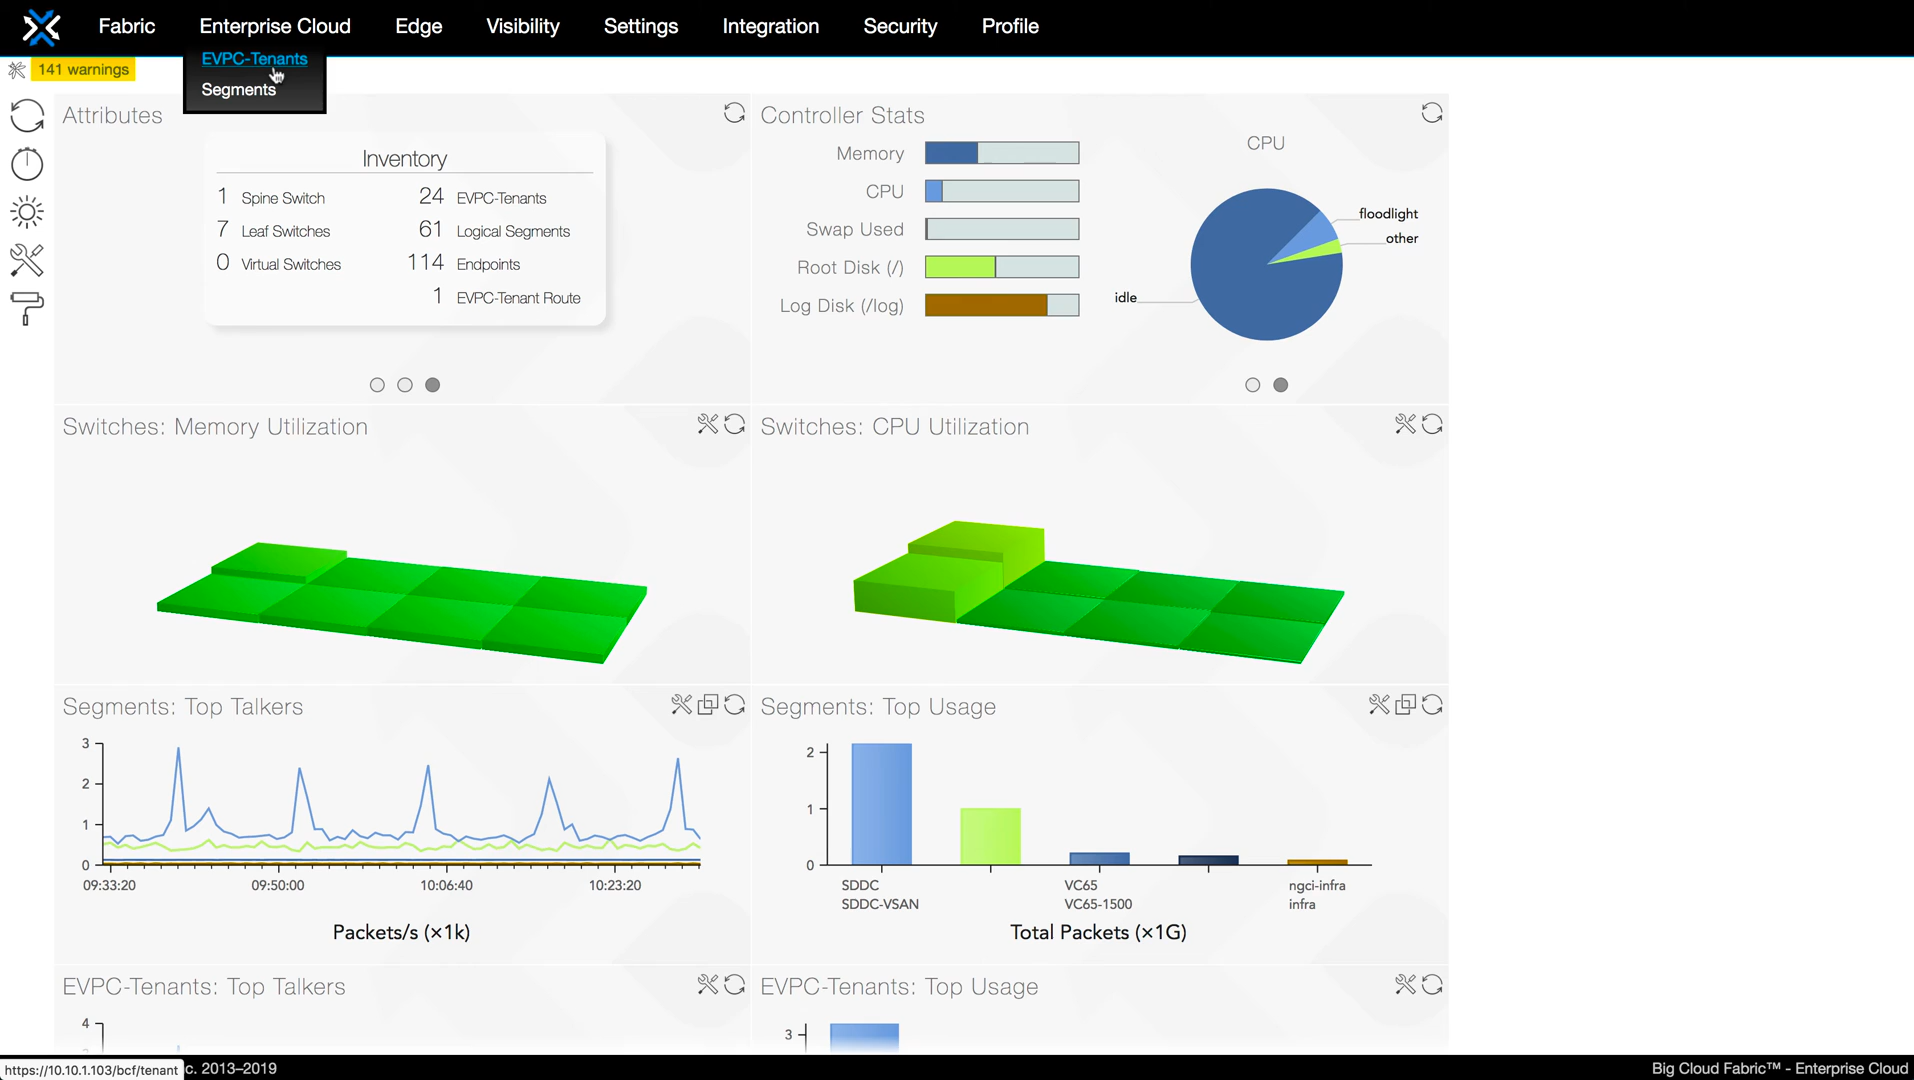 Fabric Enterprise Cloud Edge Visibility Settings Integration Security Profile
EVPC-Tenants
141 warnings
Segments
Attributes
Inventory
1 Spine Switch 24 EVPC-Tenants
7 Leaf Switches 61 Logical Segments
0 Virtual Switches 114 Endpoints
1 EVPC-Tenant Route
Controller Stats
Memory
CPU
Swap Used
Root Disk (/)
Log Disk (/log)
CPU
floodlight
other
idle
Switches: Memory Utilization
Switches: CPU Utilization
Segments: Top Talkers
3
2
1
0
09:33:20 09:50:00 10:06:40 10:23:20
Packets/s (×1k)
Segments: Top Usage
2
1
0
SDDC VC65 ngci-infra
SDDC-VSAN VC65-1500 infra
Total Packets (×1G)
EVPC-Tenants: Top Talkers
4
EVPC-Tenants: Top Usage
3
https://10.10.1.103/bcf/tenant
c. 2013–2019
Big Cloud Fabric™ - Enterprise Cloud